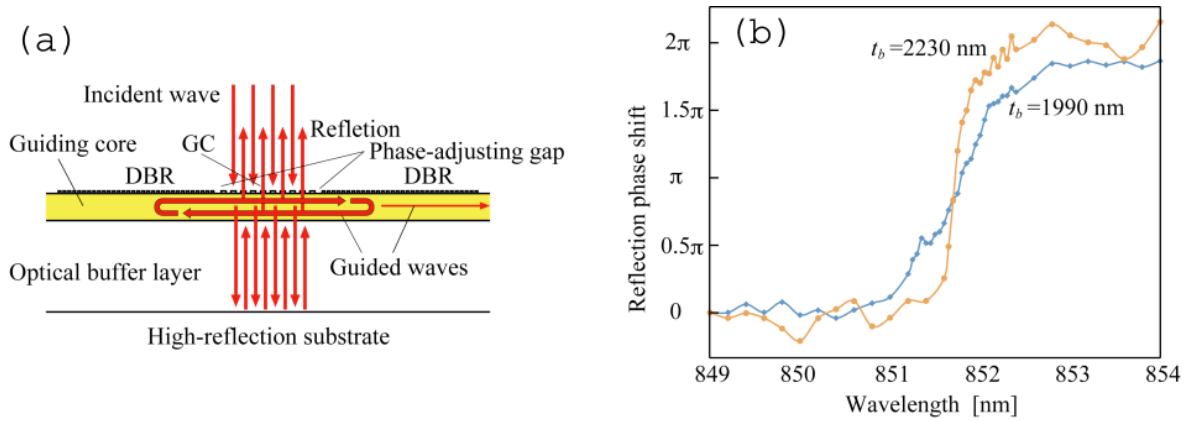 (a)
Incident wave
Refletion
GC
Guiding core
Phase-adjusting gap
DBR
DBR
Optical buffer layer
Guided waves
High-reflection substrate
(b)
2π
1.5π
π
0.5π
0
Reflection phase shift
t_b=2230 nm
t_b=1990 nm
849 850 851 852 853 854
Wavelength [nm]